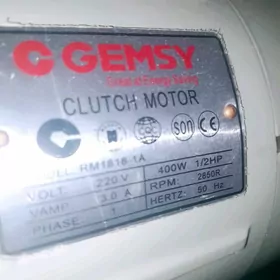 GEMSY
CLUTCH MOTOR
son
RM1818-1A
400W 1/2HP
VOLT: 220V RPM: 2850R
V/AMP 3.0 A HERTZ: 50 Hz
PHASE 1